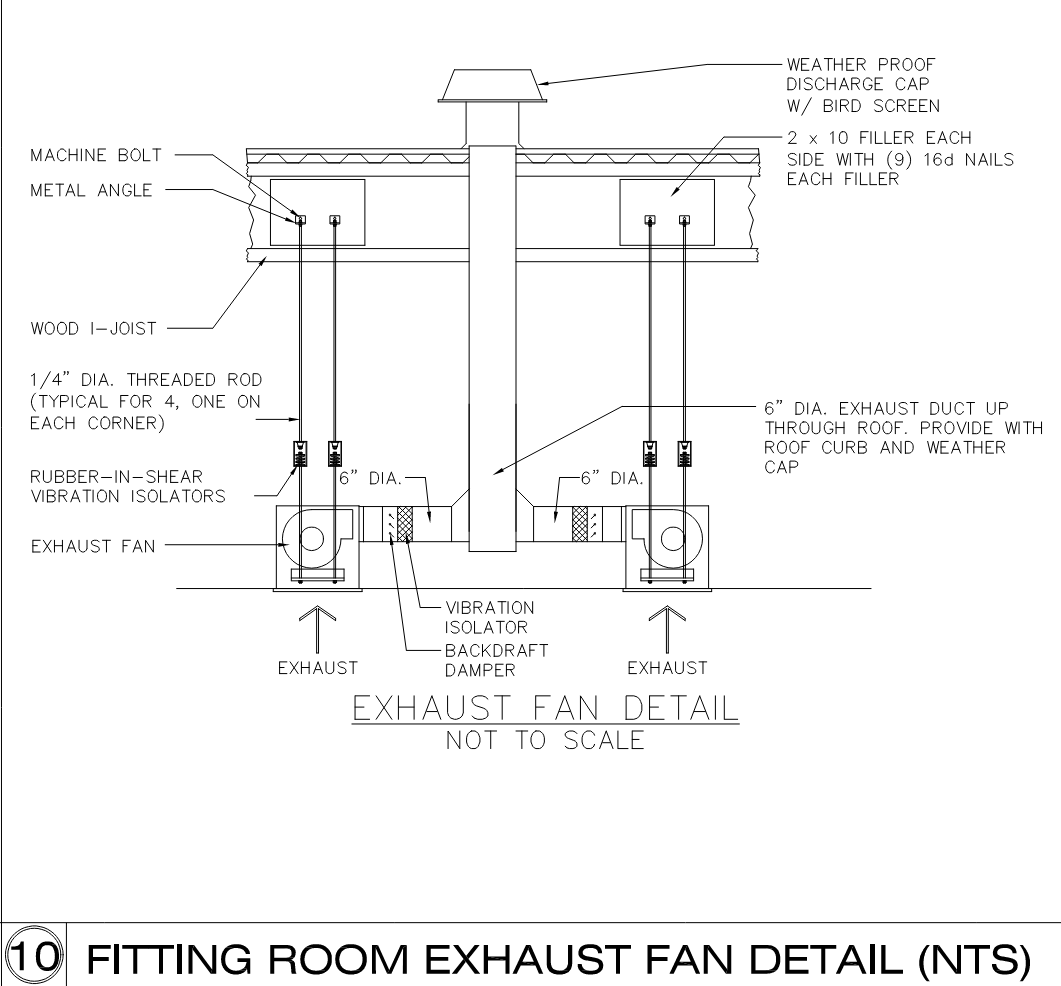 WEATHER PROOF
DISCHARGE CAP
W/ BIRD SCREEN
2 x 10 FILLER EACH
SIDE WITH (9) 16d NAILS
EACH FILLER
MACHINE BOLT
METAL ANGLE
WOOD I-JOIST
1/4" DIA. THREADED ROD
(TYPICAL FOR 4, ONE ON
EACH CORNER)
6" DIA. EXHAUST DUCT UP
THROUGH ROOF. PROVIDE WITH
ROOF CURB AND WEATHER
CAP
RUBBER-IN-SHEAR
VIBRATION ISOLATORS
6" DIA.
6" DIA.
EXHAUST FAN
VIBRATION
ISOLATOR
BACKDRAFT
DAMPER
EXHAUST
EXHAUST
EXHAUST FAN DETAIL
NOT TO SCALE
10 FITTING ROOM EXHAUST FAN DETAIL (NTS)